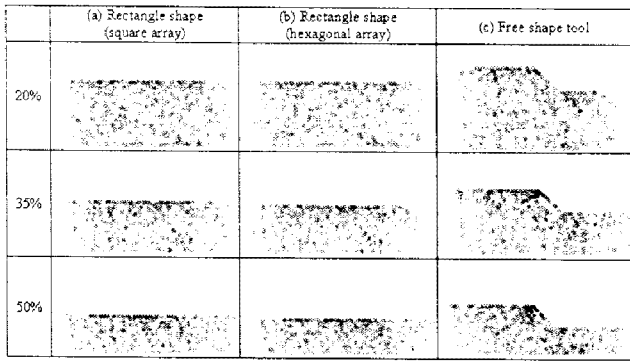 (a) Rectangle shape
(square array)
(b) Rectangle shape
(hexagonal array)
(c) Free shape tool
20%
35%
50%